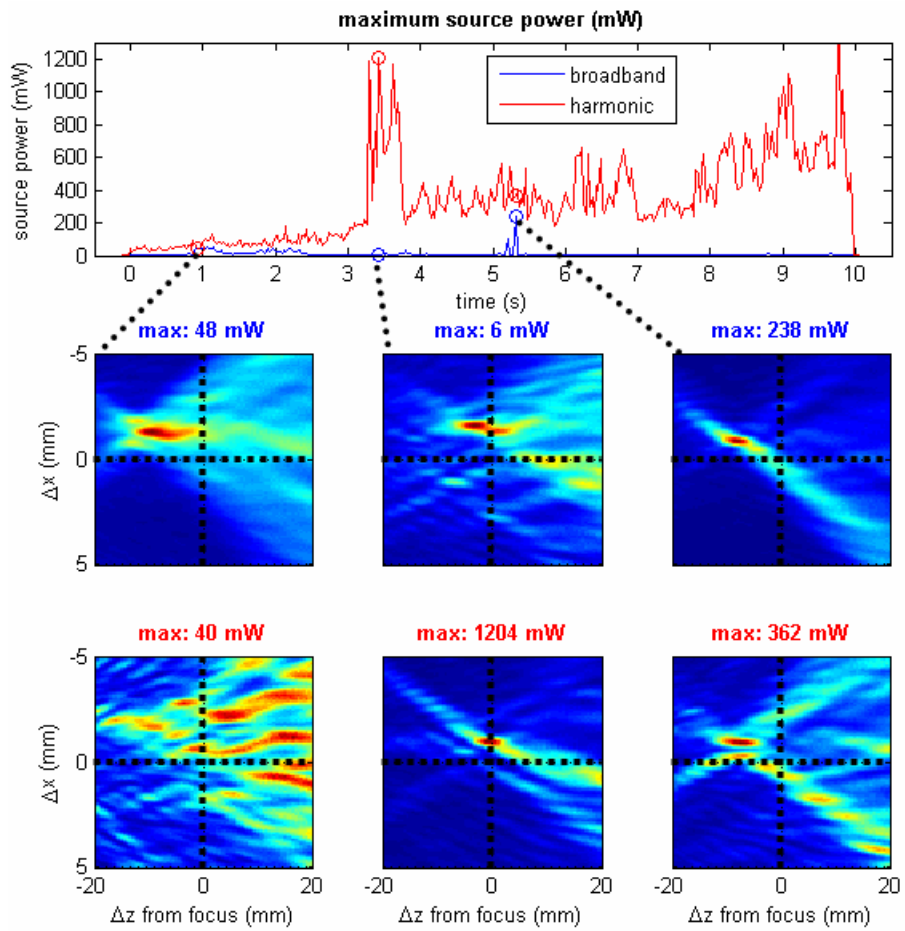 maximum source power (mW)
source power (mW)
1200
1000
800
600
400
200
0
broadband
harmonic
0 1 2 3 4 5 6 7 8 9 10
time (s)
max: 48 mW max: 6 mW max: 238 mW
-5
Δx (mm)
0
5
max: 40 mW max: 1204 mW max: 362 mW
-5
Δx (mm)
0
5
-20 0 20 -20 0 20 -20 0 20
Δz from focus (mm) Δz from focus (mm) Δz from focus (mm)